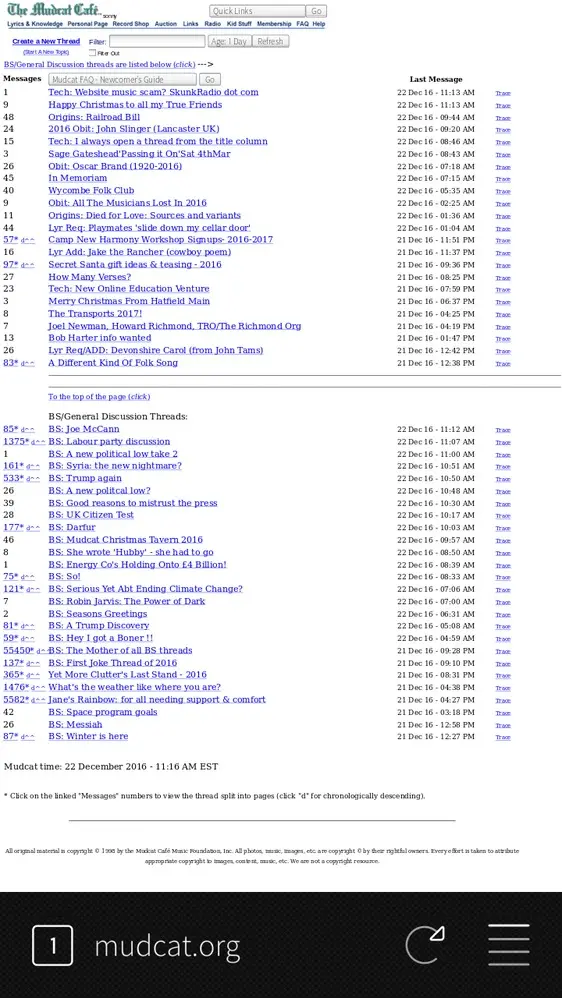 The Mudcat Café™
sonny
Quick Links Go
Lyrics & Knowledge Personal Page Record Shop Auction Links Radio Kid Stuff Membership FAQ Help
Create a New Thread Filter: Age: 1 Day Refresh
(Start A New Topic) Filter Out
BS/General Discussion threads are listed below (click) --->
Messages Mudcat FAQ - Newcomer's Guide Go Last Message
1 Tech: Website music scam? SkunkRadio dot com 22 Dec 16 - 11:13 AM Trace
9 Happy Christmas to all my True Friends 22 Dec 16 - 11:13 AM Trace
48 Origins: Railroad Bill 22 Dec 16 - 09:44 AM Trace
24 2016 Obit: John Slinger (Lancaster UK) 22 Dec 16 - 09:20 AM Trace
15 Tech: I always open a thread from the title column 22 Dec 16 - 08:46 AM Trace
3 Sage Gateshead'Passing it On'Sat 4thMar 22 Dec 16 - 08:43 AM Trace
26 Obit: Oscar Brand (1920-2016) 22 Dec 16 - 07:18 AM Trace
45 In Memoriam 22 Dec 16 - 07:15 AM Trace
40 Wycombe Folk Club 22 Dec 16 - 05:35 AM Trace
9 Obit: All The Musicians Lost In 2016 22 Dec 16 - 02:25 AM Trace
11 Origins: Died for Love: Sources and variants 22 Dec 16 - 01:36 AM Trace
44 Lyr Req: Playmates 'slide down my cellar door' 22 Dec 16 - 01:04 AM Trace
57* d~~ Camp New Harmony Workshop Signups- 2016-2017 21 Dec 16 - 11:51 PM Trace
16 Lyr Add: Jake the Rancher (cowboy poem) 21 Dec 16 - 11:37 PM Trace
97* d~~ Secret Santa gift ideas & teasing - 2016 21 Dec 16 - 09:36 PM Trace
27 How Many Verses? 21 Dec 16 - 08:25 PM Trace
23 Tech: New Online Education Venture 21 Dec 16 - 07:59 PM Trace
3 Merry Christmas From Hatfield Main 21 Dec 16 - 06:37 PM Trace
8 The Transports 2017! 21 Dec 16 - 04:25 PM Trace
7 Joel Newman, Howard Richmond, TRO/The Richmond Org 21 Dec 16 - 04:19 PM Trace
13 Bob Harter info wanted 21 Dec 16 - 01:47 PM Trace
26 Lyr Req/ADD: Devonshire Carol (from John Tams) 21 Dec 16 - 12:42 PM Trace
83* d~~ A Different Kind Of Folk Song 21 Dec 16 - 12:38 PM Trace
To the top of the page (click)
BS/General Discussion Threads:
85* d~~ BS: Joe McCann 22 Dec 16 - 11:12 AM Trace
1375* d~~ BS: Labour party discussion 22 Dec 16 - 11:07 AM Trace
1 BS: A new political low take 2 22 Dec 16 - 11:00 AM Trace
161* d~~ BS: Syria: the new nightmare? 22 Dec 16 - 10:51 AM Trace
533* d~~ BS: Trump again 22 Dec 16 - 10:50 AM Trace
26 BS: A new politcal low? 22 Dec 16 - 10:48 AM Trace
39 BS: Good reasons to mistrust the press 22 Dec 16 - 10:30 AM Trace
28 BS: UK Citizen Test 22 Dec 16 - 10:17 AM Trace
177* d~~ BS: Darfur 22 Dec 16 - 10:03 AM Trace
46 BS: Mudcat Christmas Tavern 2016 22 Dec 16 - 09:57 AM Trace
8 BS: She wrote 'Hubby' - she had to go 22 Dec 16 - 08:50 AM Trace
1 BS: Energy Co's Holding Onto £4 Billion! 22 Dec 16 - 08:39 AM Trace
75* d~~ BS: So! 22 Dec 16 - 08:33 AM Trace
121* d~~ BS: Serious Yet Abt Ending Climate Change? 22 Dec 16 - 07:06 AM Trace
7 BS: Robin Jarvis: The Power of Dark 22 Dec 16 - 07:00 AM Trace
2 BS: Seasons Greetings 22 Dec 16 - 06:31 AM Trace
81* d~~ BS: A Trump Discovery 22 Dec 16 - 05:08 AM Trace
59* d~~ BS: Hey I got a Boner !! 22 Dec 16 - 04:59 AM Trace
55450* d~~ BS: The Mother of all BS threads 21 Dec 16 - 09:28 PM Trace
137* d~~ BS: First Joke Thread of 2016 21 Dec 16 - 09:10 PM Trace
365* d~~ Yet More Clutter's Last Stand - 2016 21 Dec 16 - 08:31 PM Trace
1476* d~~ What's the weather like where you are? 21 Dec 16 - 04:38 PM Trace
5582* d~~ Jane's Rainbow: for all needing support & comfort 21 Dec 16 - 04:27 PM Trace
42 BS: Space program goals 21 Dec 16 - 03:18 PM Trace
26 BS: Messiah 21 Dec 16 - 12:58 PM Trace
87* d~~ BS: Winter is here 21 Dec 16 - 12:27 PM Trace
Mudcat time: 22 December 2016 - 11:16 AM EST
* Click on the linked "Messages" numbers to view the thread split into pages (click "d" for chronologically descending).
All original material is copyright © 1998 by the Mudcat Café Music Foundation, Inc. All photos, music, images, etc. are copyright © by their rightful owners. Every effort is taken to attribute
appropriate copyright to images, content, music, etc. We are not a copyright resource.
1 mudcat.org